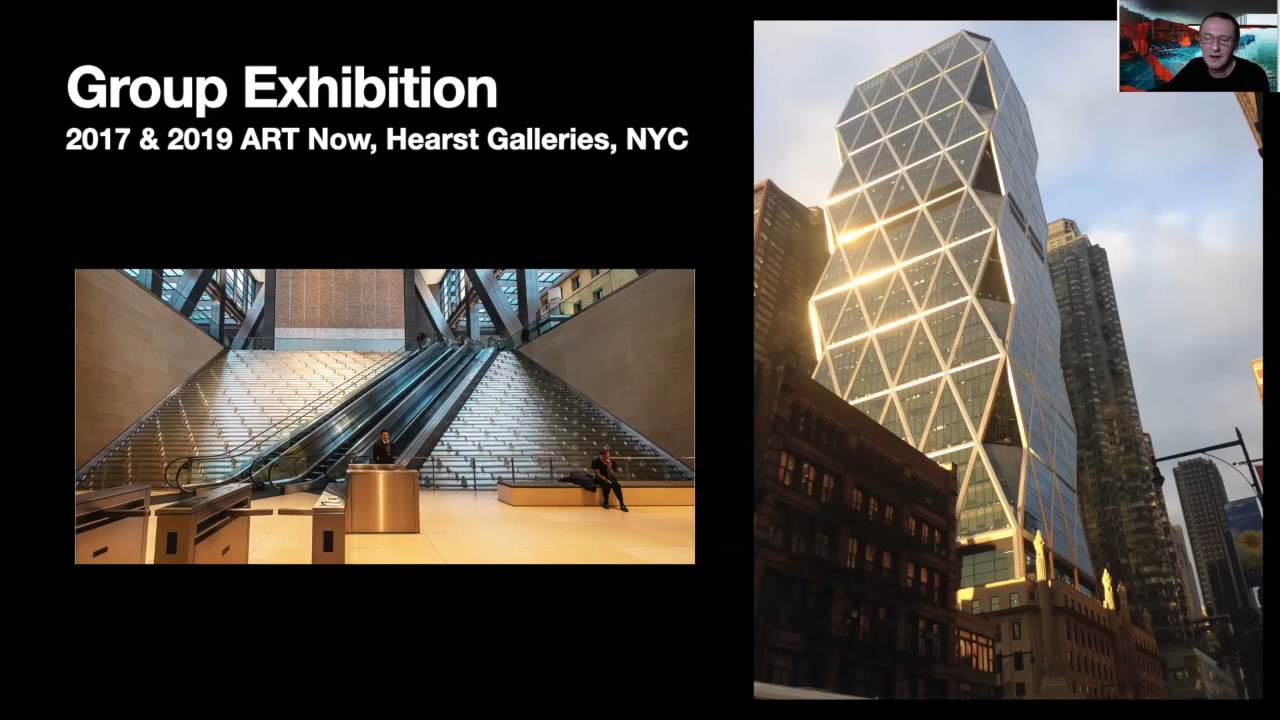 Group Exhibition
2017 & 2019 ART Now, Hearst Galleries, NYC